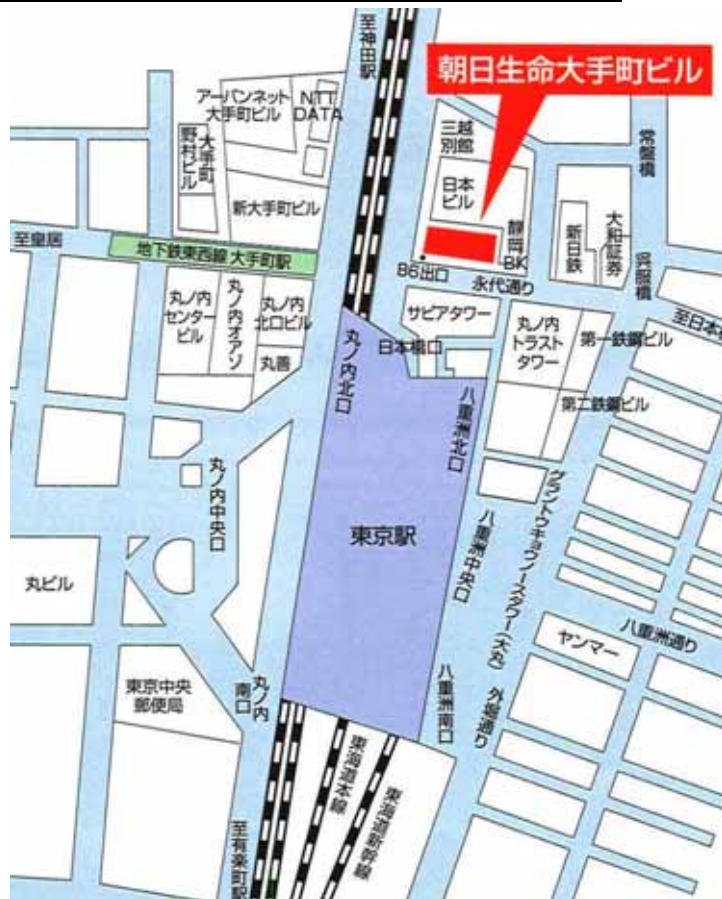 至神田駅
朝日生命大手町ビル
アーバンネット
大手町ビル
NTT
DATA
大手町
野村ビル
新大手町ビル
三越
別館
日本
ビル
静岡
BK
常盤橋
新日鉄
大和証券
呉服橋
至皇居
地下鉄東西線 大手町駅
B6出口
永代通り
丸ノ内
センター
ビル
丸ノ内オアゾ
丸ノ内
北口ビル
丸善
丸ノ内北口
サピアタワー
日本橋口
丸ノ内
トラスト
タワー
第一鉄鋼ビル
至日本
第二鉄鋼ビル
八重洲北口
丸ノ内中央口
東京駅
八重洲中央口
グラントウキョウノースタワー(大丸)
丸ビル
ヤンマー
八重洲通り
東京中央
郵便局
丸ノ内
南口
八重洲南口
外堀通り
東海道本線
東海道新幹線
至有楽町駅